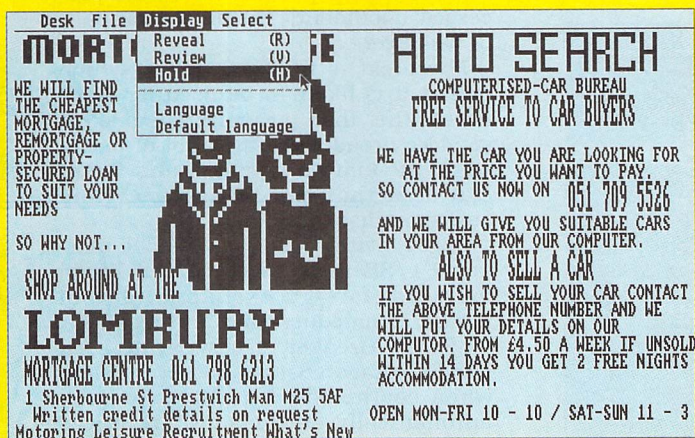 Desk File Display Select
Reveal (R)
Review (V)
Hold (H)
Language
Default language
MORT GE
WE WILL FIND
THE CHEAPEST
MORTGAGE,
REMORTGAGE OR
PROPERTY-
SECURED LOAN
TO SUIT YOUR
NEEDS
SO WHY NOT...
SHOP AROUND AT THE
LOMBURY
MORTGAGE CENTRE 061 798 6213
1 Sherbourne St Prestwich Man M25 5AF
Written credit details on request
Motoring Leisure Recruitment What's New
AUTO SEARCH
COMPUTERISED-CAR BUREAU
FREE SERVICE TO CAR BUYERS
WE HAVE THE CAR YOU ARE LOOKING FOR
AT THE PRICE YOU WANT TO PAY.
SO CONTACT US NOW ON 051 709 5526
AND WE WILL GIVE YOU SUITABLE CARS
IN YOUR AREA FROM OUR COMPUTER.
ALSO TO SELL A CAR
IF YOU WISH TO SELL YOUR CAR CONTACT
THE ABOVE TELEPHONE NUMBER AND WE
WILL PUT YOUR DETAILS ON OUR
COMPUTOR. FROM £4.50 A WEEK IF UNSOLD
WITHIN 14 DAYS YOU GET 2 FREE NIGHTS
ACCOMMODATION.
OPEN MON-FRI 10 - 10 / SAT-SUN 11 - 3